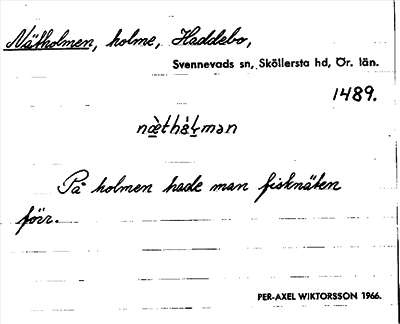 Nätholmen, holme, Haddebo,
Svennevads sn, Sköllersta hd, Ör. län.
1489.
På holmen hade man fisknäten
förr.
PER-AXEL WIKTORSSON 1966.